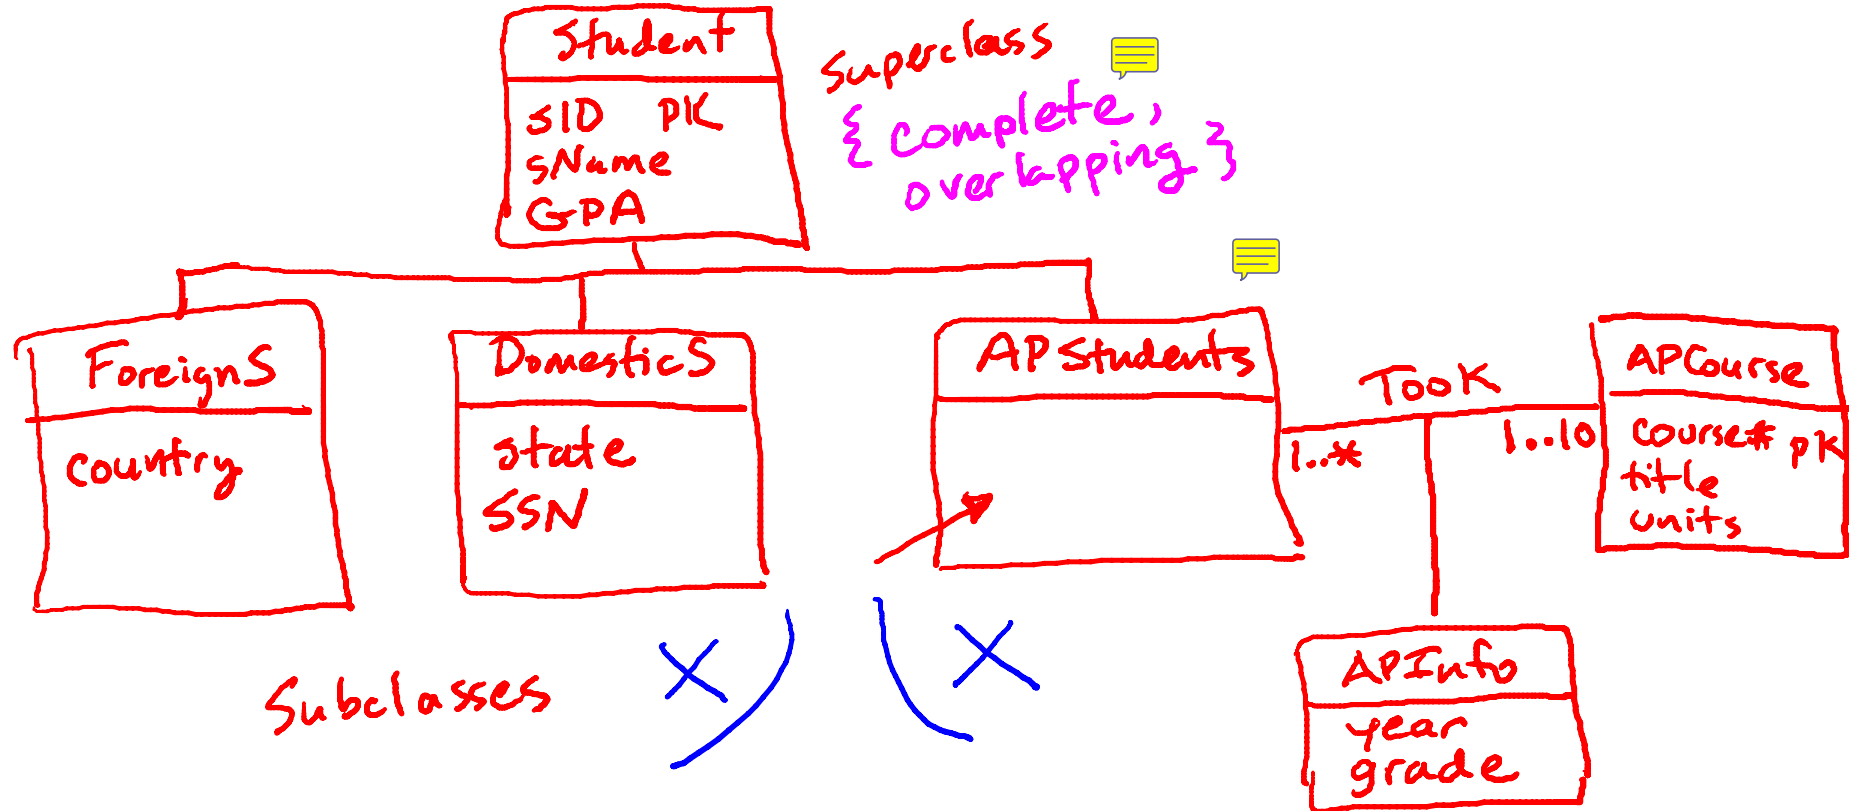 Student
sID PK
sName
GPA
Superclass
{ complete,
overlapping }
ForeignS
country
DomesticS
state
SSN
APStudents
Took
1..*
1..10
APCourse
course# PK
title
units
APInfo
year
grade
Subclasses